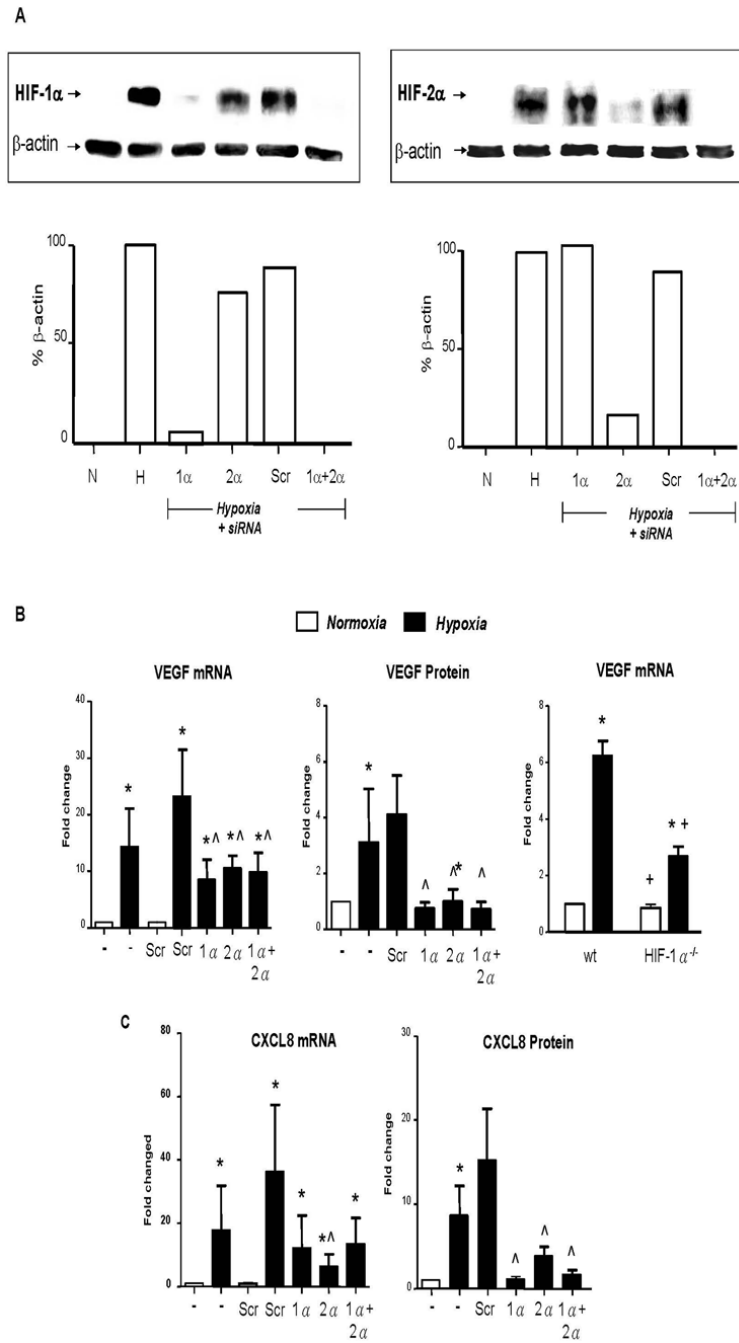 A
HIF-1α →
β-actin →
HIF-2α →
β-actin →
100
50
0
% β-actin
N H 1α 2α Scr 1α+2α
Hypoxia
+ siRNA
100
50
0
% β-actin
N H 1α 2α Scr 1α+2α
Hypoxia
+ siRNA
B
Normoxia Hypoxia
VEGF mRNA
40
30
20
10
0
Fold change
* * *^ *^ *^
- - Scr Scr 1α 2α 1α+
2α
VEGF Protein
8
6
4
2
0
Fold change
* ^ ^* ^
- - Scr 1α 2α 1α+
2α
VEGF mRNA
8
6
4
2
0
Fold change
* + *+
wt HIF-1α-/-
C
CXCL8 mRNA
80
60
40
20
0
Fold changed
* * * *^ *
- - Scr Scr 1α 2α 1α+
2α
CXCL8 Protein
30
20
10
0
Fold change
* ^ ^ ^
- - Scr 1α 2α 1α+
2α